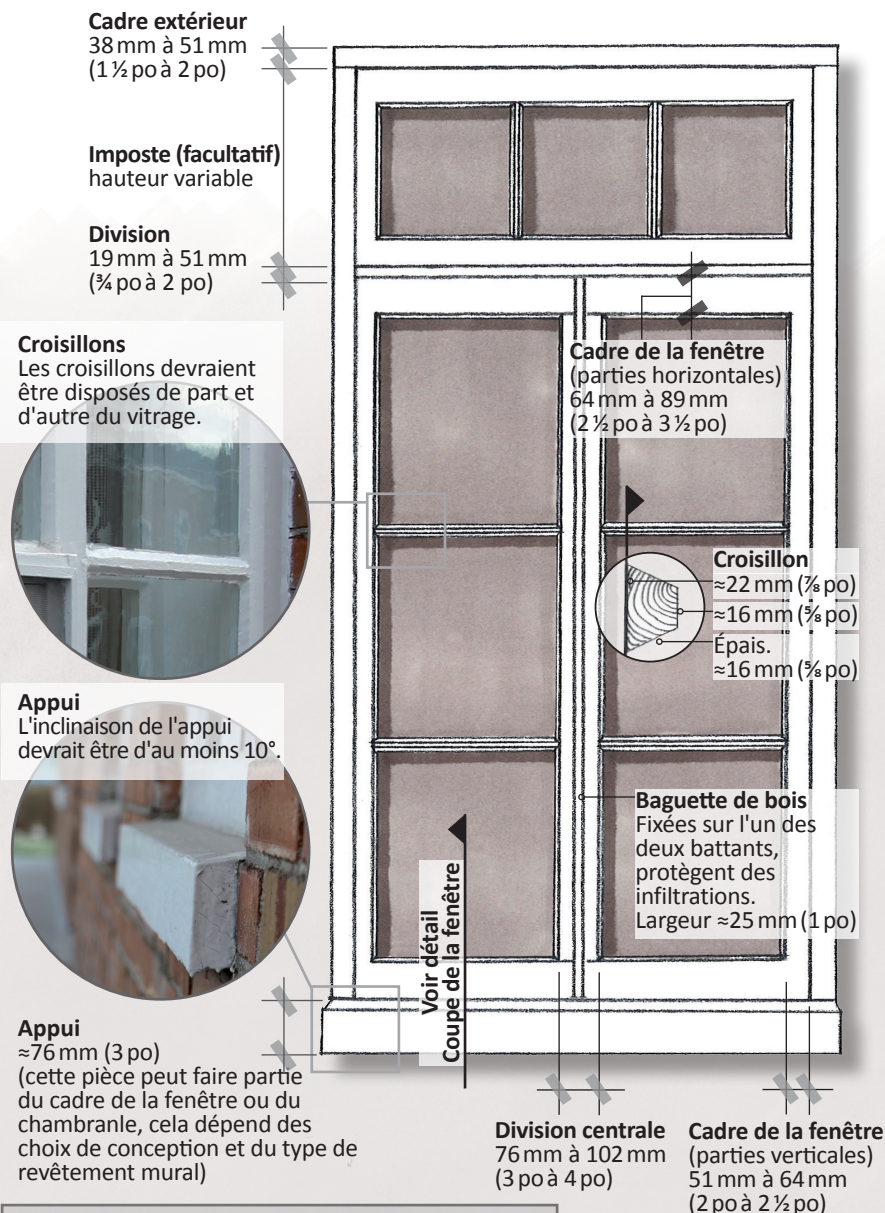 Cadre extérieur
38 mm à 51 mm
(1 ½ po à 2 po)
Imposte (facultatif)
hauteur variable
Division
19 mm à 51 mm
(¾ po à 2 po)
Croisillons
Les croisillons devraient
être disposés de part et
d'autre du vitrage.
Cadre de la fenêtre
(parties horizontales)
64 mm à 89 mm
(2 ½ po à 3 ½ po)
Croisillon
≈22 mm (⅞ po)
≈16 mm (⅝ po)
Épais.
≈16 mm (⅝ po)
Appui
L'inclinaison de l'appui
devrait être d'au moins 10°.
Baguette de bois
Fixées sur l'un des
deux battants,
protègent des
infiltrations.
Largeur ≈25 mm (1 po)
Voir détail
Coupe de la fenêtre
Appui
≈76 mm (3 po)
(cette pièce peut faire partie
du cadre de la fenêtre ou du
chambranle, cela dépend des
choix de conception et du type de
revêtement mural)
Division centrale
76 mm à 102 mm
(3 po à 4 po)
Cadre de la fenêtre
(parties verticales)
51 mm à 64 mm
(2 po à 2 ½ po)